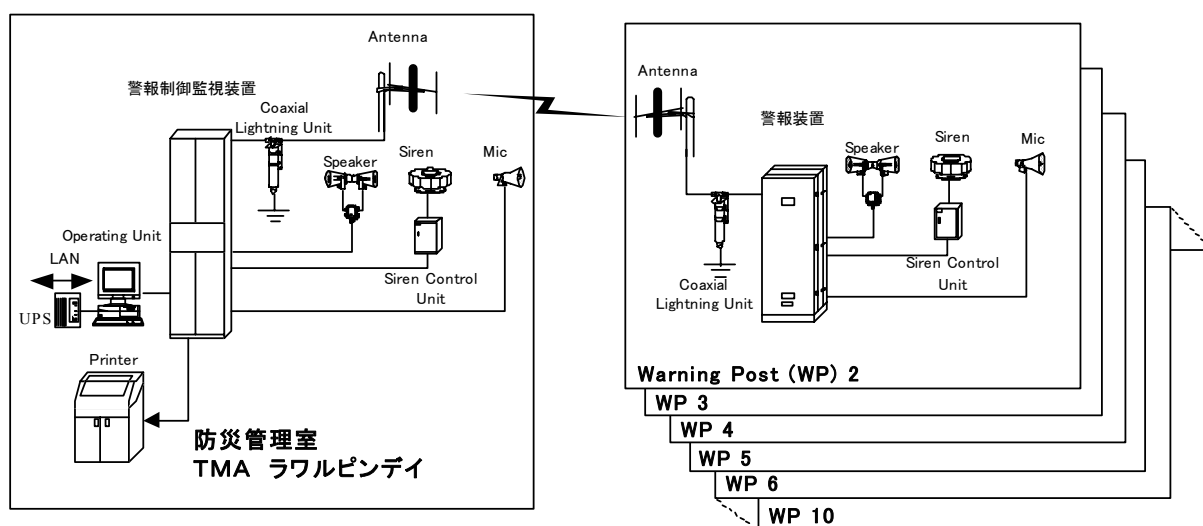 Antenna
警報制御監視装置
Coaxial
Lightning Unit
Speaker
Siren
Mic
Operating Unit
LAN
UPS
Siren Control
Unit
Printer
防災管理室
TMA ラワルピンデイ
Antenna
警報装置
Speaker
Siren
Mic
Coaxial
Lightning Unit
Siren Control
Unit
Warning Post (WP) 2
WP 3
WP 4
WP 5
WP 6
WP 10